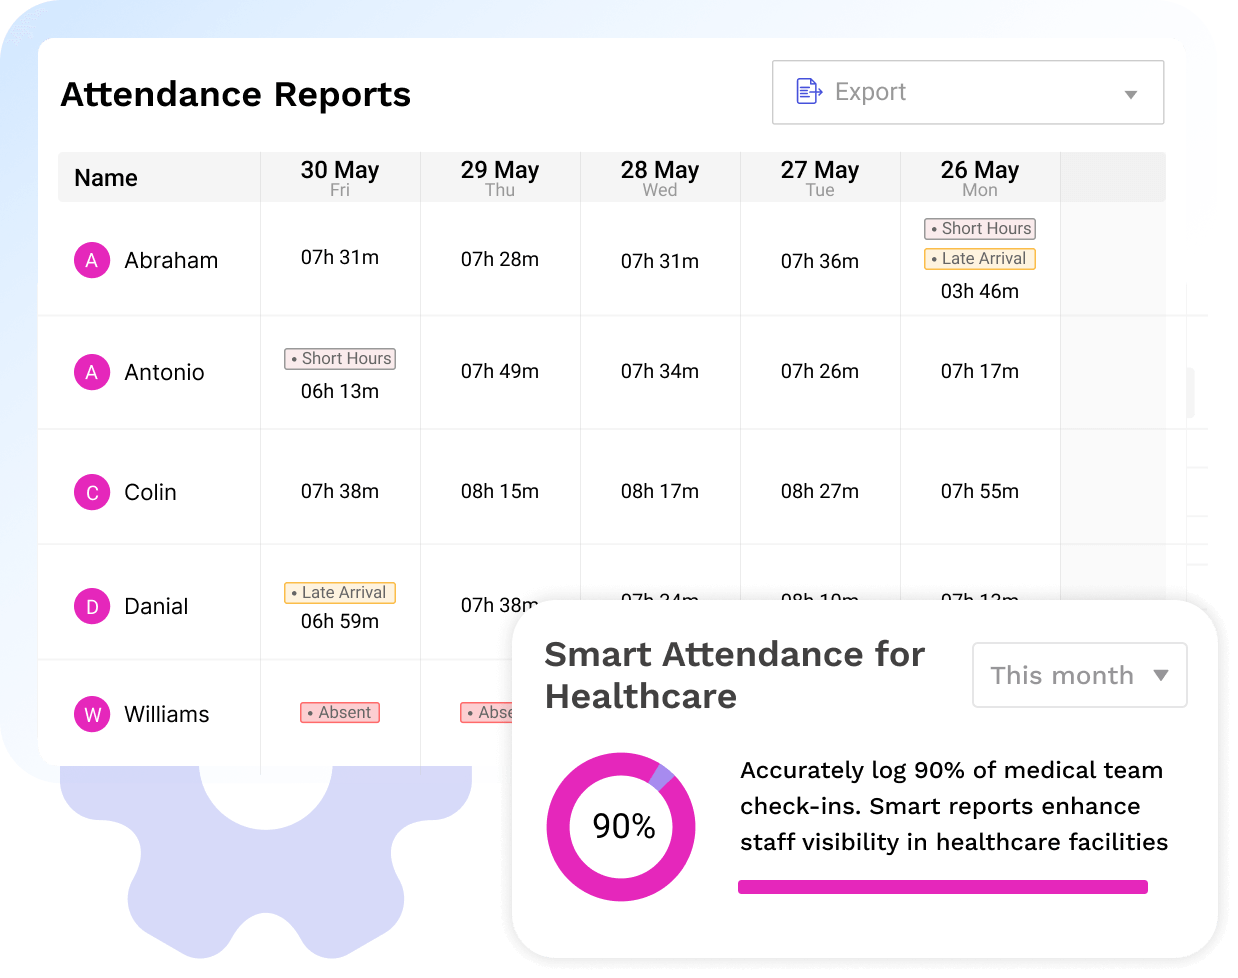 Attendance Reports
Export
Name 30 May 29 May 28 May 27 May 26 May
Fri Thu Wed Tue Mon
• Short Hours
• Late Arrival
A Abraham 07h 31m 07h 28m 07h 31m 07h 36m 03h 46m
• Short Hours
A Antonio 06h 13m 07h 49m 07h 34m 07h 26m 07h 17m
C Colin 07h 38m 08h 15m 08h 17m 08h 27m 07h 55m
• Late Arrival
D Danial 06h 59m 07h 38m
W Williams • Absent • Abse
Smart Attendance for
Healthcare
This month
90%
Accurately log 90% of medical team
check-ins. Smart reports enhance
staff visibility in healthcare facilities